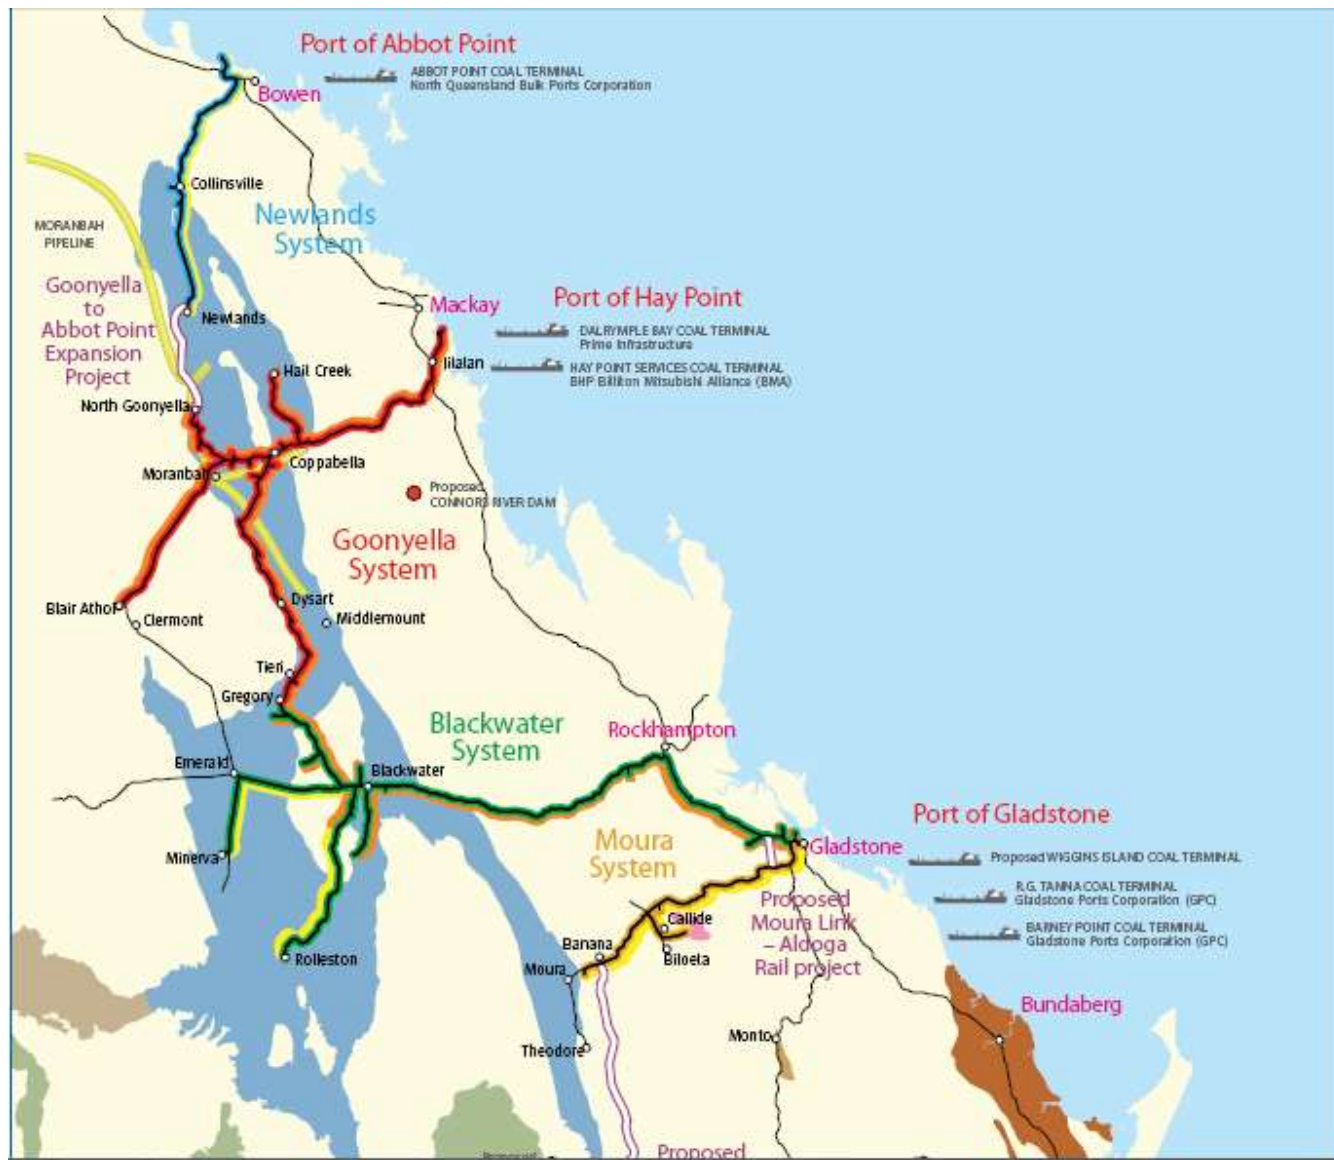 Port of Abbot Point
ABBOT POINT COAL TERMINAL
North Queensland Bulk Ports Corporation
Bowen
Collinsville
Newlands
System
MORANBAH
PIPELINE
Goonyella
to
Abbot Point
Expansion
Project
Newlands
Mackay
Port of Hay Point
DALRYMPLE BAY COAL TERMINAL
Prime Infrastructure
HAY POINT SERVICES COAL TERMINAL
BHP Billiton Mitsubishi Alliance (BMA)
Jilalan
Hail Creek
North Goonyella
Coppabella
Moranbah
Proposed
CONNORS RIVER DAM
Goonyella
System
Blair Athol
Clermont
Dysart
Middlemount
Tieri
Gregory
Blackwater
System
Rockhampton
Emerald
Blackwater
Minerva
Moura
System
Gladstone
Port of Gladstone
Proposed WIGGINS ISLAND COAL TERMINAL
R.G. TANNA COAL TERMINAL
Gladstone Ports Corporation (GPC)
BARNEY POINT COAL TERMINAL
Gladstone Ports Corporation (GPC)
Proposed
Moura Link
– Aldoga
Rail project
Callide
Biloela
Banana
Moura
Rolleston
Theodore
Monto
Bundaberg
Proposed